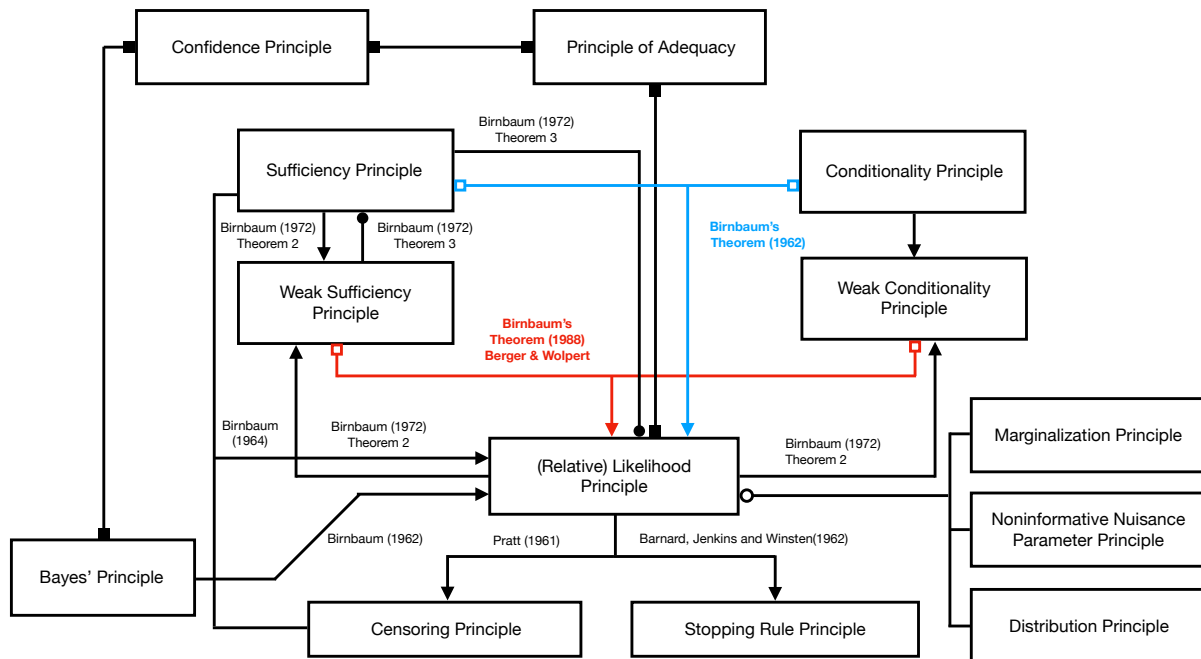 Confidence Principle
Principle of Adequacy
Birnbaum (1972)
Theorem 3
Sufficiency Principle
Conditionality Principle
Birnbaum (1972)
Theorem 2
Birnbaum (1972)
Theorem 3
Birnbaum's
Theorem (1962)
Weak Sufficiency
Principle
Weak Conditionality
Principle
Birnbaum's
Theorem (1988)
Berger & Wolpert
Birnbaum
(1964)
Birnbaum (1972)
Theorem 2
(Relative) Likelihood
Principle
Birnbaum (1972)
Theorem 2
Marginalization Principle
Noninformative Nuisance
Parameter Principle
Distribution Principle
Birnbaum (1962)
Pratt (1961)
Barnard, Jenkins and Winsten(1962)
Bayes' Principle
Censoring Principle
Stopping Rule Principle